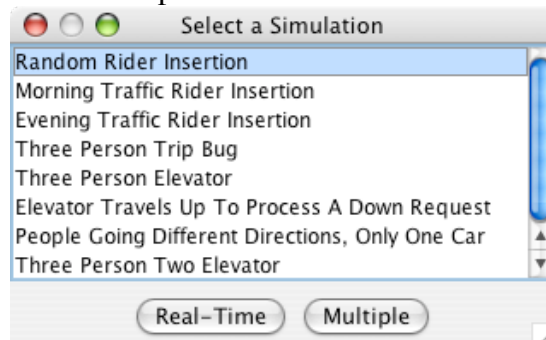 Select a Simulation
Random Rider Insertion
Morning Traffic Rider Insertion
Evening Traffic Rider Insertion
Three Person Trip Bug
Three Person Elevator
Elevator Travels Up To Process A Down Request
People Going Different Directions, Only One Car
Three Person Two Elevator
Real-Time Multiple